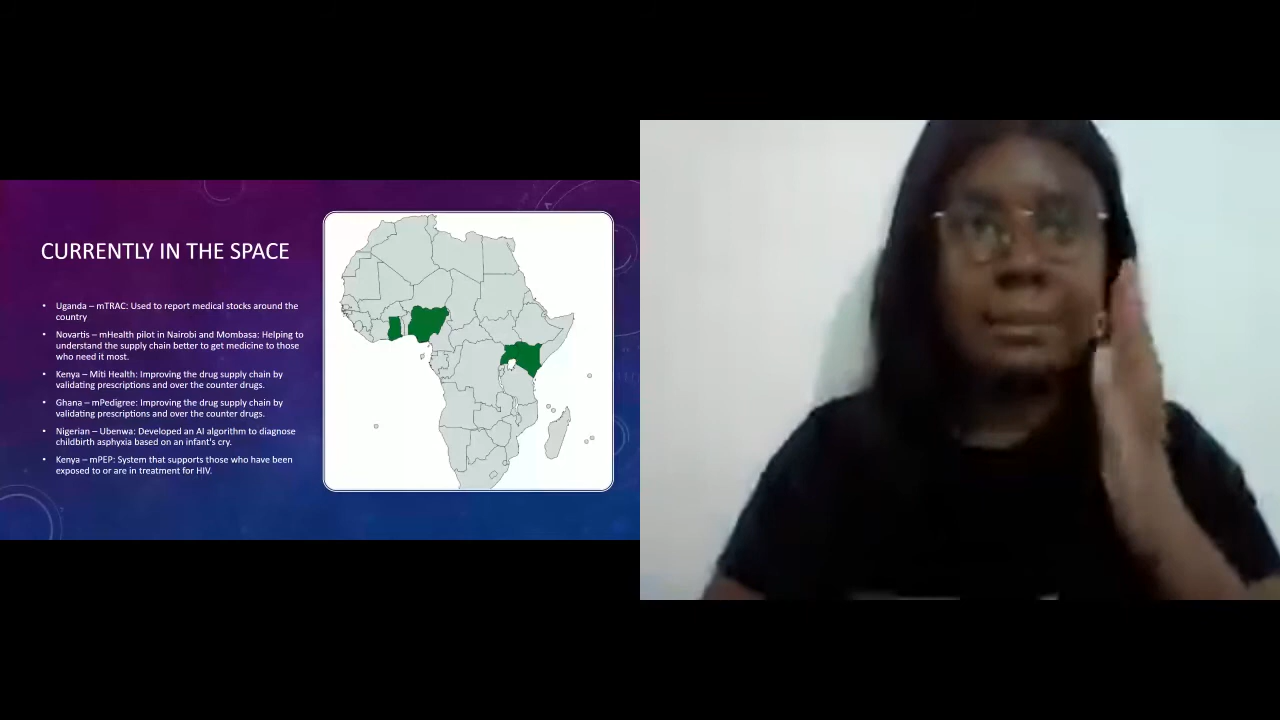 CURRENTLY IN THE SPACE
• Uganda – mTRAC: Used to report medical stocks around the
country
• Novartis – mHealth pilot in Nairobi and Mombasa: Helping to
understand the supply chain better to get medicine to those
who need it most.
• Kenya – Miti Health: Improving the drug supply chain by
validating prescriptions and over the counter drugs.
• Ghana – mPedigree: Improving the drug supply chain by
validating prescriptions and over the counter drugs.
• Nigerian – Ubenwa: Developed an AI algorithm to diagnose
childbirth asphyxia based on an infant's cry.
• Kenya – mPEP: System that supports those who have been
exposed to or are in treatment for HIV.